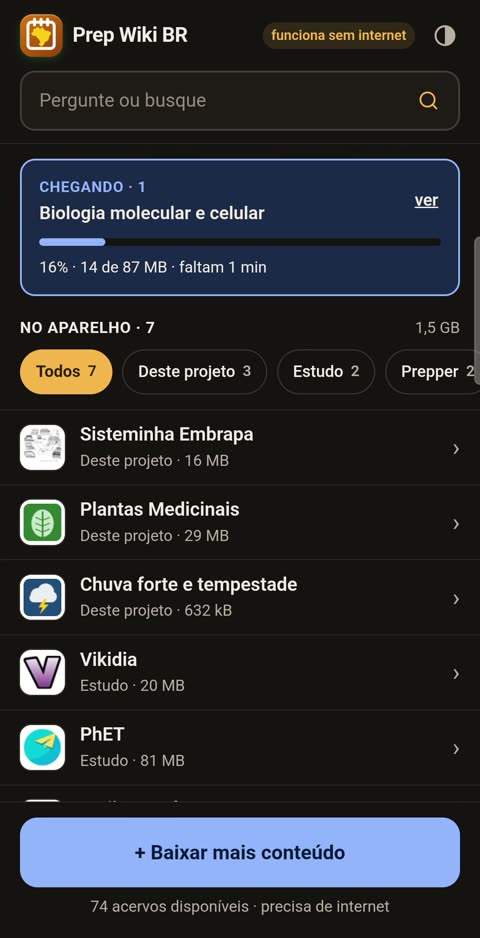 Prep Wiki BR
funciona sem internet
Pergunte ou busque
CHEGANDO · 1
Biologia molecular e celular
ver
16% · 14 de 87 MB · faltam 1 min
NO APARELHO · 7
1,5 GB
Todos 7
Deste projeto 3
Estudo 2
Prepper 2
Sisteminha Embrapa
Deste projeto · 16 MB
Plantas Medicinais
Deste projeto · 29 MB
Chuva forte e tempestade
Deste projeto · 632 kB
Vikidia
Estudo · 20 MB
PhET
Estudo · 81 MB
+ Baixar mais conteúdo
74 acervos disponíveis · precisa de internet